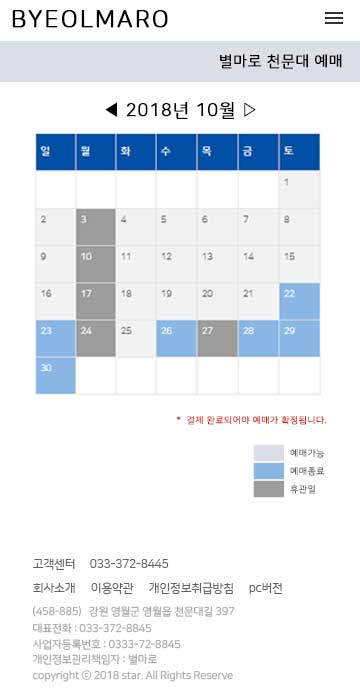 BYEOLMARO
별마로 천문대 예매
◀ 2018년 10월 ▷
일 월 화 수 목 금 토
1
2 3 4 5 6 7 8
9 10 11 12 13 14 15
16 17 18 19 20 21 22
23 24 25 26 27 28 29
30
* 결제 완료되어야 예매가 확정됩니다.
예매가능
예매종료
휴관일
고객센터 033-372-8445
회사소개 이용약관 개인정보취급방침 pc버전
(458-885) 강원 영월군 영월읍 천문대길 397
대표전화 : 033-372-8845
사업자등록번호 : 0333-72-8845
개인정보관리책임자 : 별마로
copyright ⓒ 2018 star. All Rights Reserve